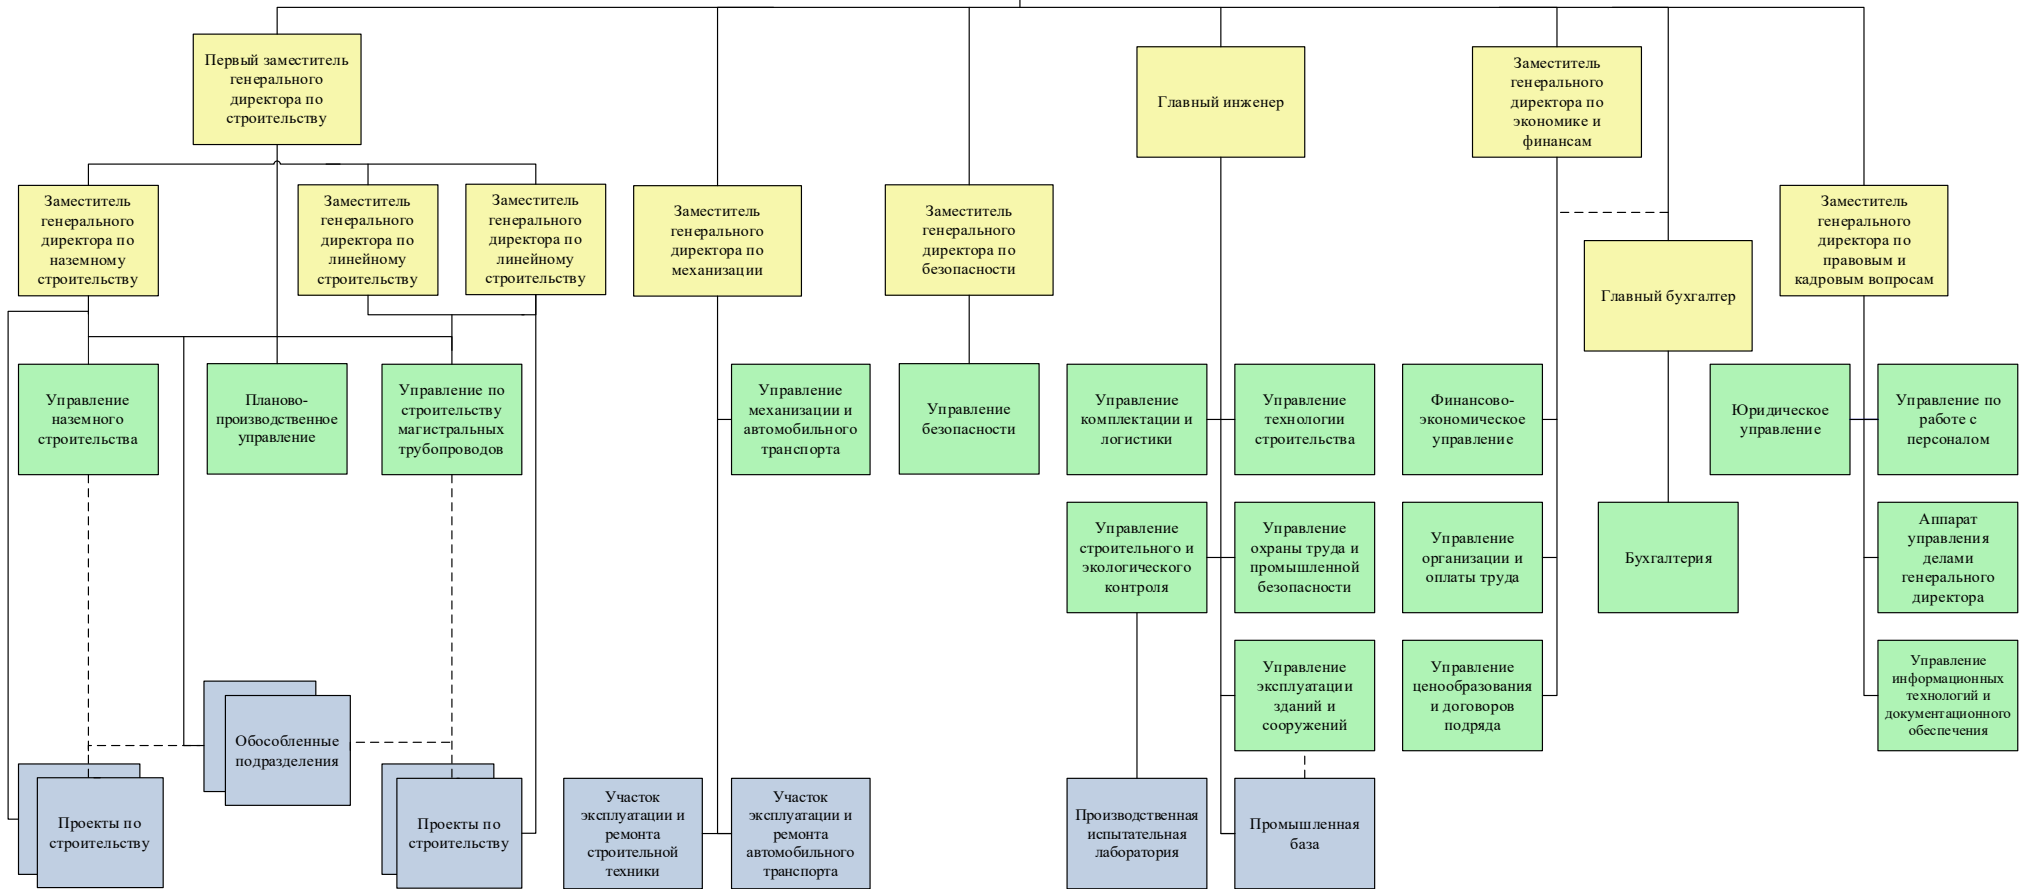 Первый заместитель
генерального
директора по
строительству
Главный инженер
Заместитель
генерального
директора по
экономике и
финансам
Заместитель
генерального
директора по
наземному
строительству
Заместитель
генерального
директора по
линейному
строительству
Заместитель
генерального
директора по
линейному
строительству
Заместитель
генерального
директора по
механизации
Заместитель
генерального
директора по
безопасности
Главный бухгалтер
Заместитель
генерального
директора по
правовым и
кадровым вопросам
Управление
наземного
строительства
Планово-
производственное
управление
Управление по
строительству
магистральных
трубопроводов
Управление
механизации и
автомобильного
транспорта
Управление
безопасности
Управление
комплектации и
логистики
Управление
технологии
строительства
Финансово-
экономическое
управление
Юридическое
управление
Управление по
работе с
персоналом
Управление
строительного и
экологического
контроля
Управление
охраны труда и
промышленной
безопасности
Управление
организации и
оплаты труда
Бухгалтерия
Аппарат
управления
делами
генерального
директора
Управление
эксплуатации
зданий и
сооружений
Управление
ценообразования
и договоров
подряда
Управление
информационных
технологий и
документационного
обеспечения
Обособленные
подразделения
Проекты по
строительству
Проекты по
строительству
Участок
эксплуатации и
ремонта
строительной
техники
Участок
эксплуатации и
ремонта
автомобильного
транспорта
Производственная
испытательная
лаборатория
Промышленная
база